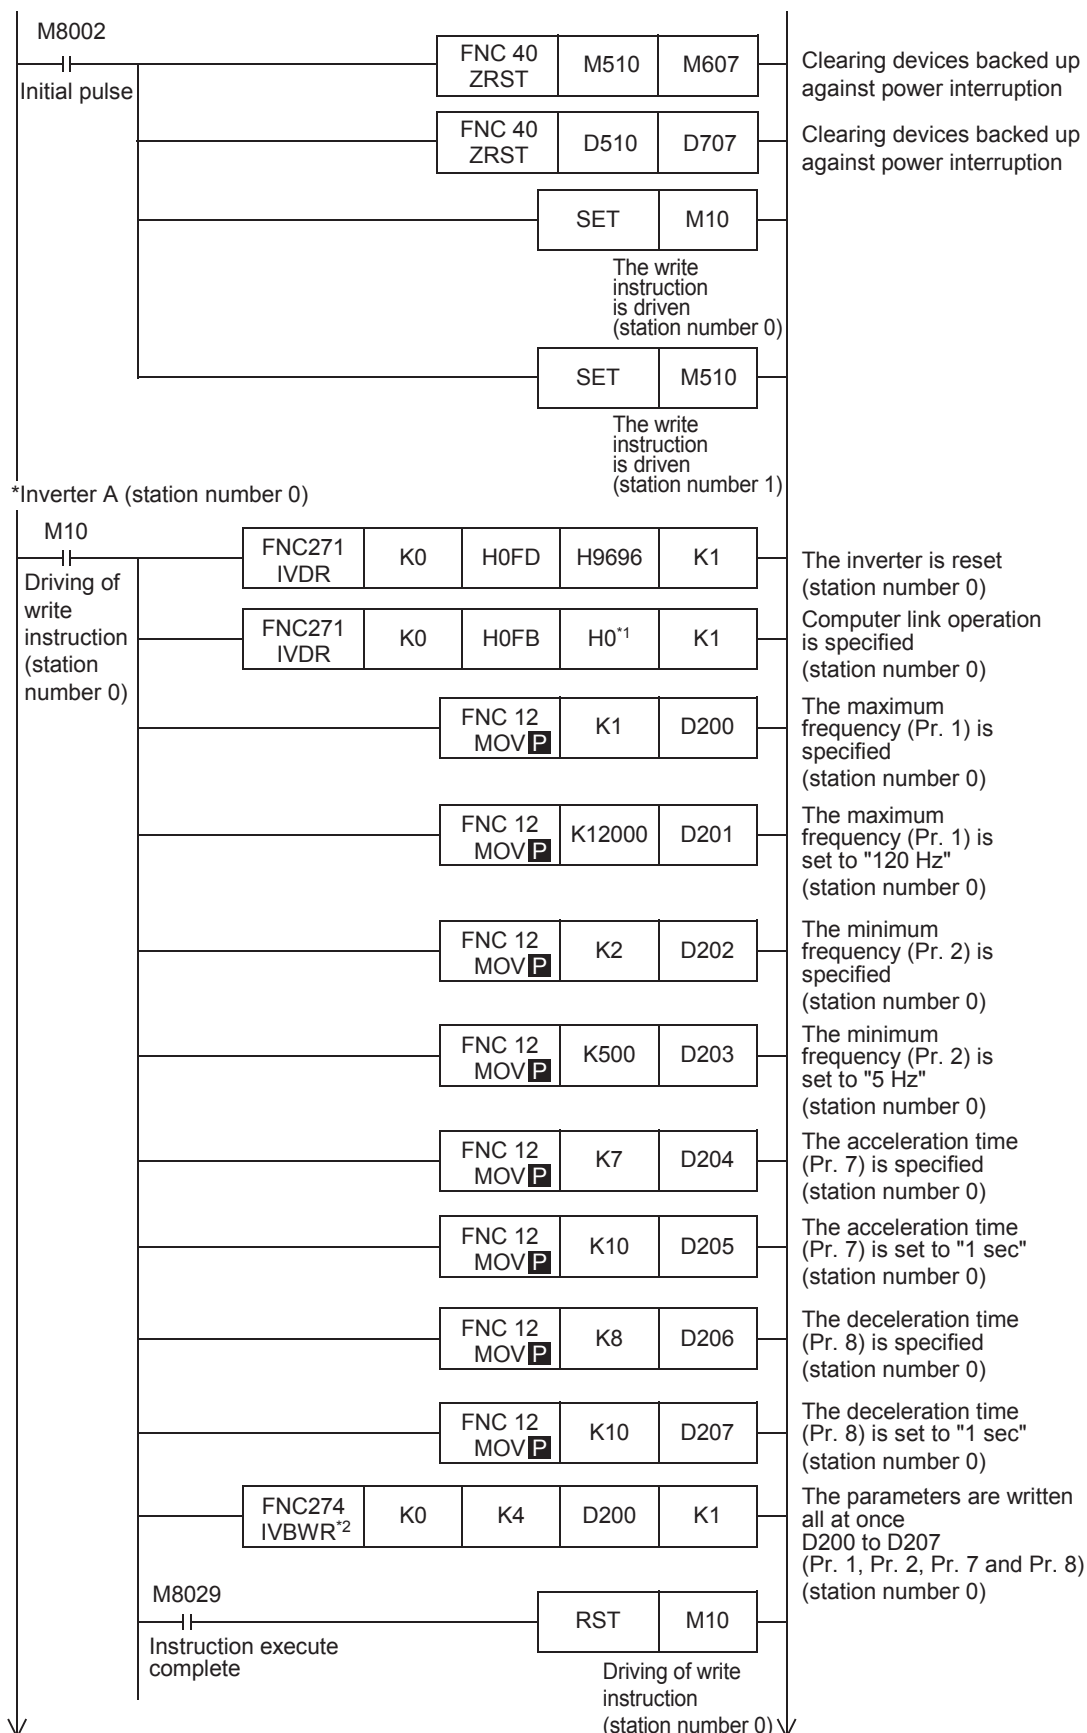 M8002
Initial pulse
FNC 40
ZRST
M510
M607
Clearing devices backed up
against power interruption
FNC 40
ZRST
D510
D707
Clearing devices backed up
against power interruption
SET
M10
The write
instruction
is driven
(station number 0)
SET
M510
The write
instruction
is driven
(station number 1)
*Inverter A (station number 0)
M10
Driving of
write
instruction
(station
number 0)
FNC271
IVDR
K0
H0FD
H9696
K1
The inverter is reset
(station number 0)
FNC271
IVDR
K0
H0FB
H0*1
K1
Computer link operation
is specified
(station number 0)
FNC 12
MOV P
K1
D200
The maximum
frequency (Pr. 1) is
specified
(station number 0)
FNC 12
MOV P
K12000
D201
The maximum
frequency (Pr. 1) is
set to "120 Hz"
(station number 0)
FNC 12
MOV P
K2
D202
The minimum
frequency (Pr. 2) is
specified
(station number 0)
FNC 12
MOV P
K500
D203
The minimum
frequency (Pr. 2) is
set to "5 Hz"
(station number 0)
FNC 12
MOV P
K7
D204
The acceleration time
(Pr. 7) is specified
(station number 0)
FNC 12
MOV P
K10
D205
The acceleration time
(Pr. 7) is set to "1 sec"
(station number 0)
FNC 12
MOV P
K8
D206
The deceleration time
(Pr. 8) is specified
(station number 0)
FNC 12
MOV P
K10
D207
The deceleration time
(Pr. 8) is set to "1 sec"
(station number 0)
FNC274
IVBWR*2
K0
K4
D200
K1
The parameters are written
all at once
D200 to D207
(Pr. 1, Pr. 2, Pr. 7 and Pr. 8)
(station number 0)
M8029
Instruction execute
complete
RST
M10
Driving of write
instruction
(station number 0)